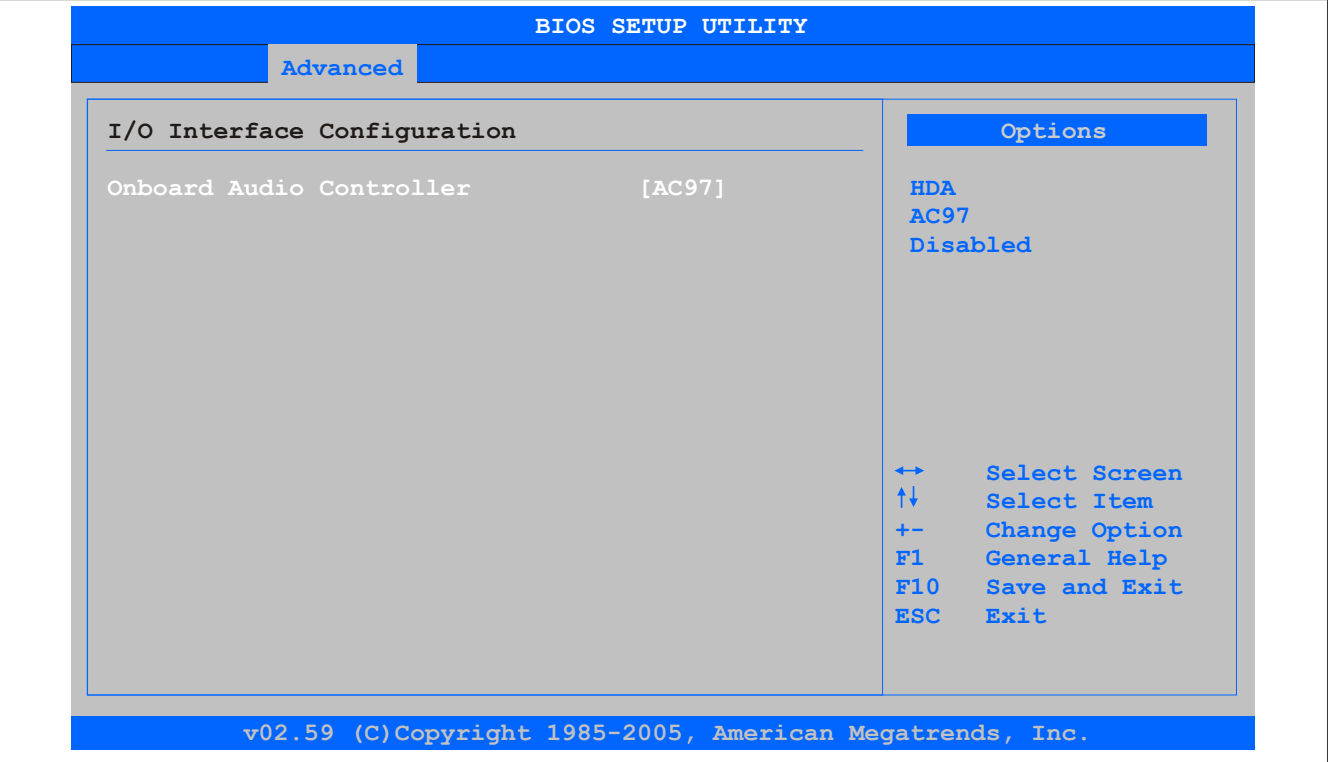 BIOS SETUP UTILITY
Advanced
I/O Interface Configuration
Onboard Audio Controller [AC97]
Options
HDA
AC97
Disabled
↔ Select Screen
↑↓ Select Item
+- Change Option
F1 General Help
F10 Save and Exit
ESC Exit
v02.59 (C)Copyright 1985-2005, American Megatrends, Inc.